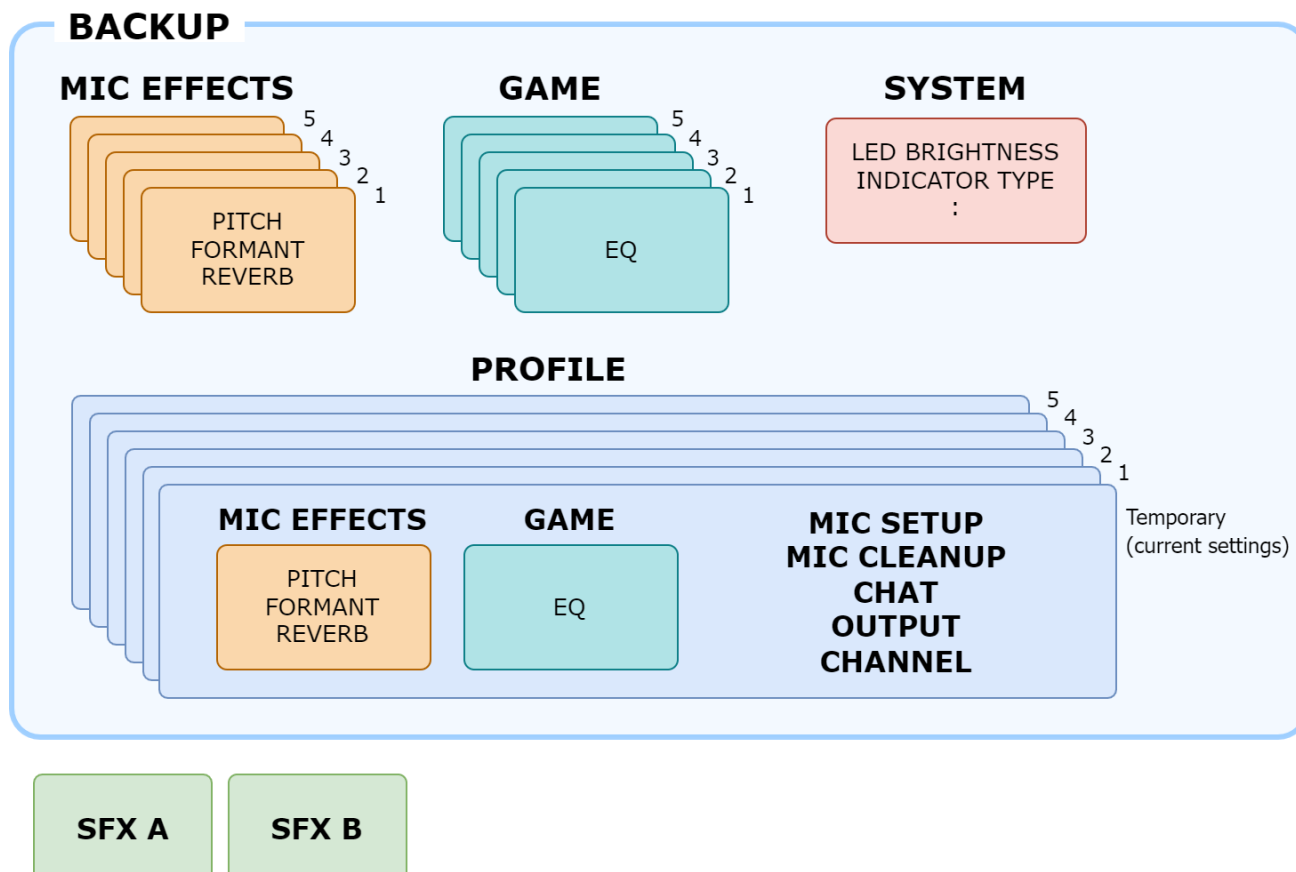 BACKUP
MIC EFFECTS
5
4
3
2
1
PITCH
FORMANT
REVERB
GAME
5
4
3
2
1
EQ
SYSTEM
LED BRIGHTNESS
INDICATOR TYPE
:
PROFILE
5
4
3
2
1
Temporary
(current settings)
MIC EFFECTS
PITCH
FORMANT
REVERB
GAME
EQ
MIC SETUP
MIC CLEANUP
CHAT
OUTPUT
CHANNEL
SFX A
SFX B